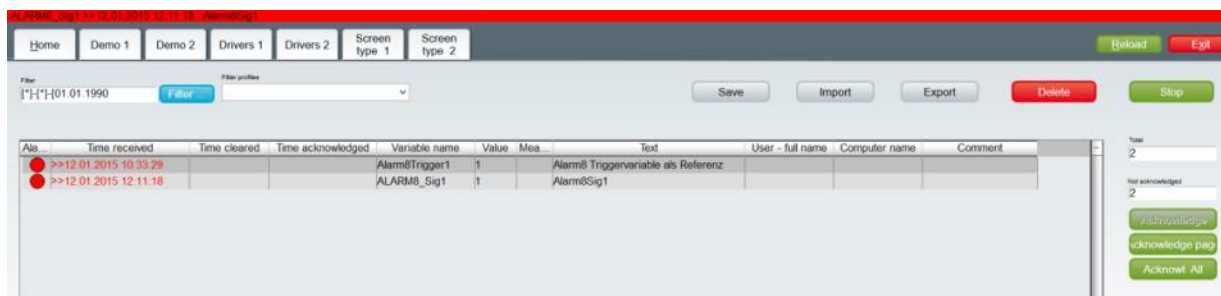 ALARM8_Sig1 >>12.01.2015 12:11:18 Alarm8Sig1
Home Demo 1 Demo 2 Drivers 1 Drivers 2 Screen type 1 Screen type 2 Reload Exit
Filter Filter profiles
[*]-[*]-[01.01.1990 Filter... Save Import Export Delete Stop
Ala... Time received Time cleared Time acknowledged Variable name Value Mea... Text User - full name Computer name Comment Total
>>12.01.2015 10:33:29 Alarm8Trigger1 1 Alarm8 Triggervariable als Referenz 2
>>12.01.2015 12:11:18 ALARM8_Sig1 1 Alarm8Sig1 Not acknowledged
2
Acknowledge
cknowledge pag
Acknowl. All